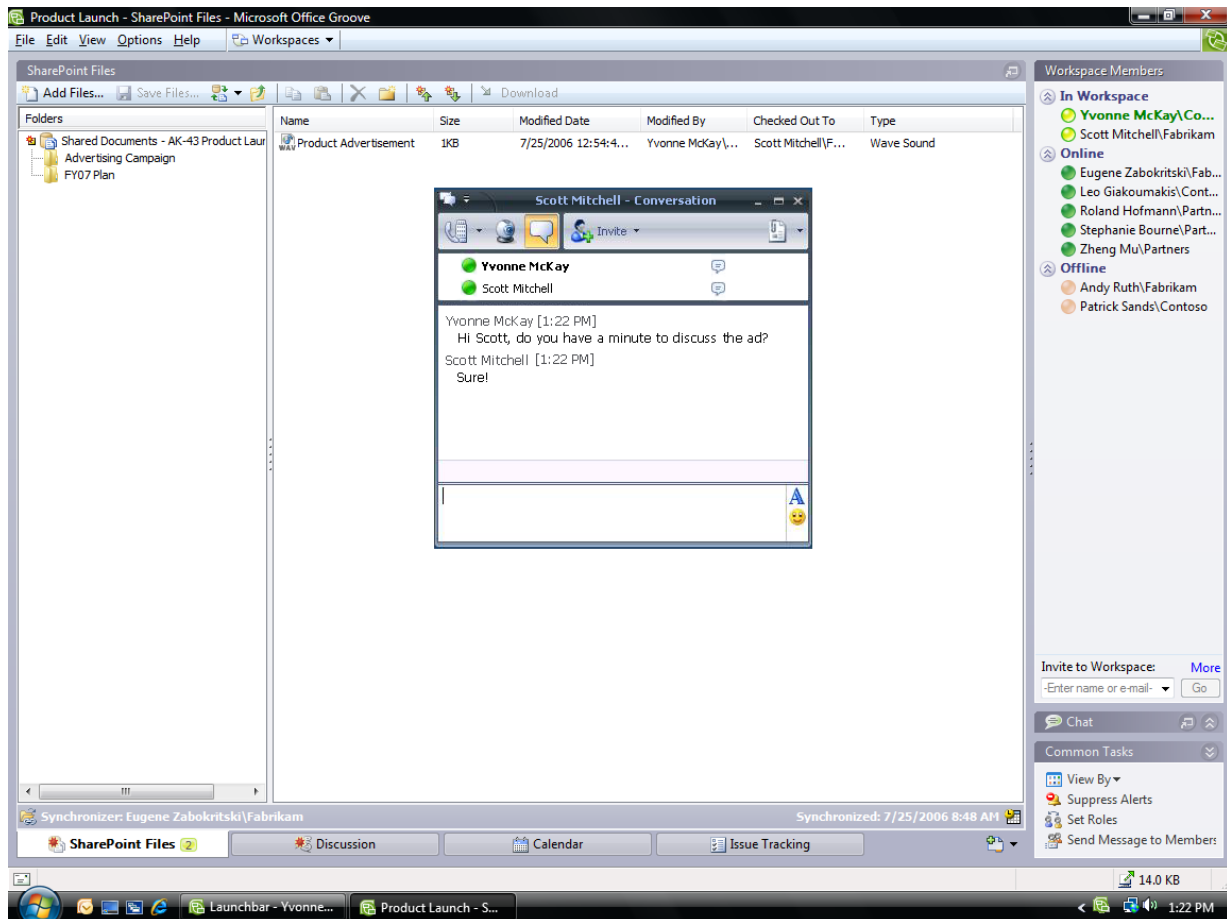 Product Launch - SharePoint Files - Microsoft Office Groove
File Edit View Options Help Workspaces
SharePoint Files
Add Files... Save Files... Download
Folders
Shared Documents - AK-43 Product Laur
Advertising Campaign
FY07 Plan
Name Size Modified Date Modified By Checked Out To Type
Product Advertisement 1KB 7/25/2006 12:54:4... Yvonne McKay\... Scott Mitchell\F... Wave Sound
Scott Mitchell - Conversation
Invite
Yvonne McKay
Scott Mitchell
Yvonne McKay [1:22 PM]
Hi Scott, do you have a minute to discuss the ad?
Scott Mitchell [1:22 PM]
Sure!
A
Workspace Members
In Workspace
Yvonne McKay\Co...
Scott Mitchell\Fabrikam
Online
Eugene Zabokritski\Fab...
Leo Giakoumakis\Cont...
Roland Hofmann\Partn...
Stephanie Bourne\Part...
Zheng Mu\Partners
Offline
Andy Ruth\Fabrikam
Patrick Sands\Contoso
Invite to Workspace: More
-Enter name or e-mail- Go
Chat
Common Tasks
View By
Suppress Alerts
Set Roles
Send Message to Members
Synchronizer: Eugene Zabokritski\Fabrikam Synchronized: 7/25/2006 8:48 AM
SharePoint Files 2 Discussion Calendar Issue Tracking
14.0 KB
Launchbar - Yvonne... Product Launch - S... 1:22 PM